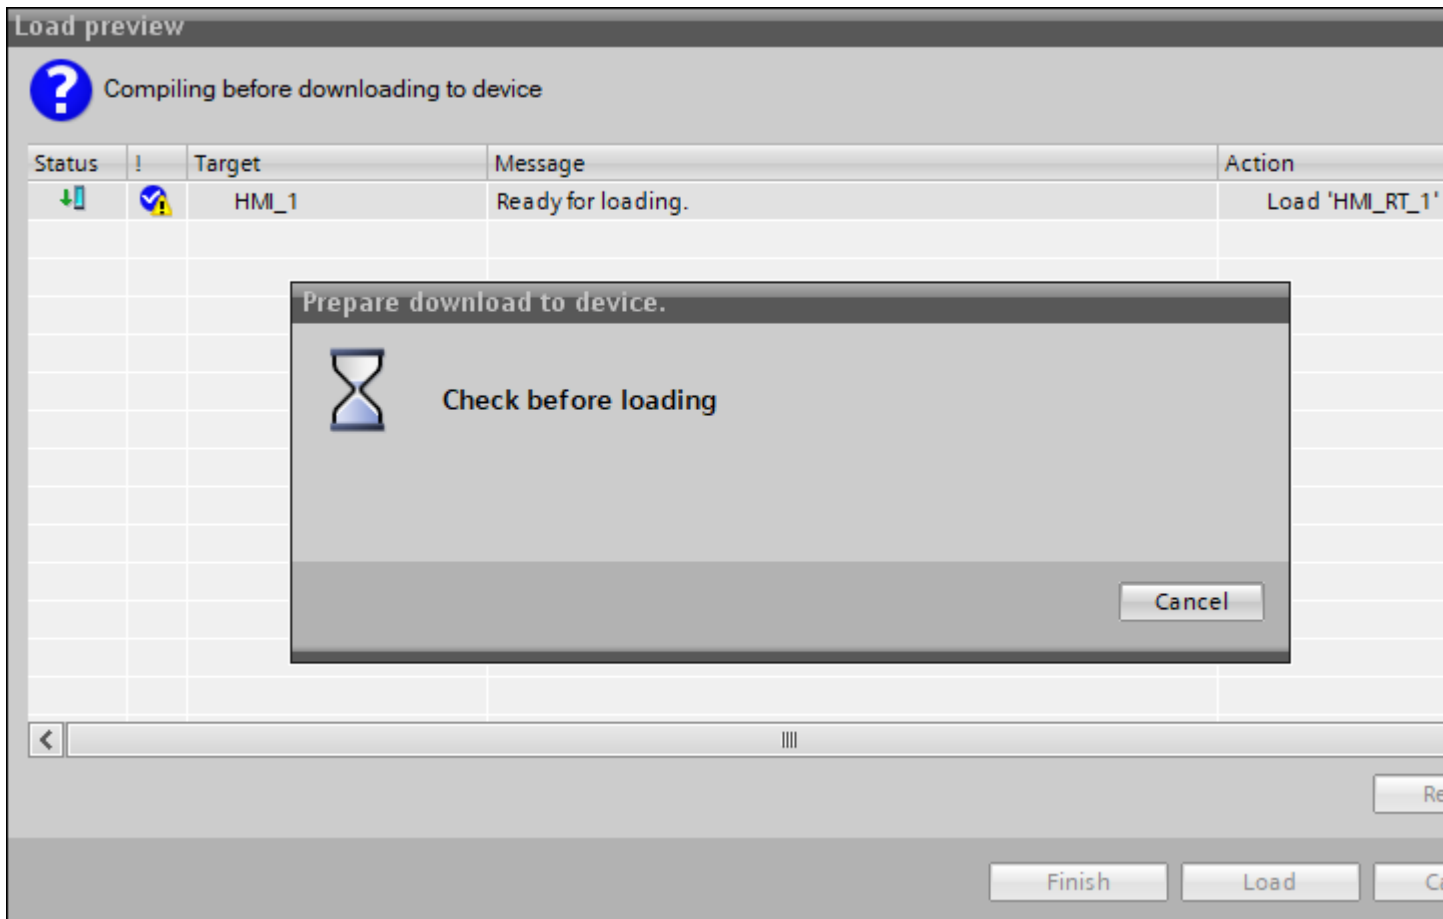 Load preview
Compiling before downloading to device
Status ! Target Message Action
HMI_1 Ready for loading. Load 'HMI_RT_1'
Prepare download to device.
Check before loading
Cancel
Finish Load